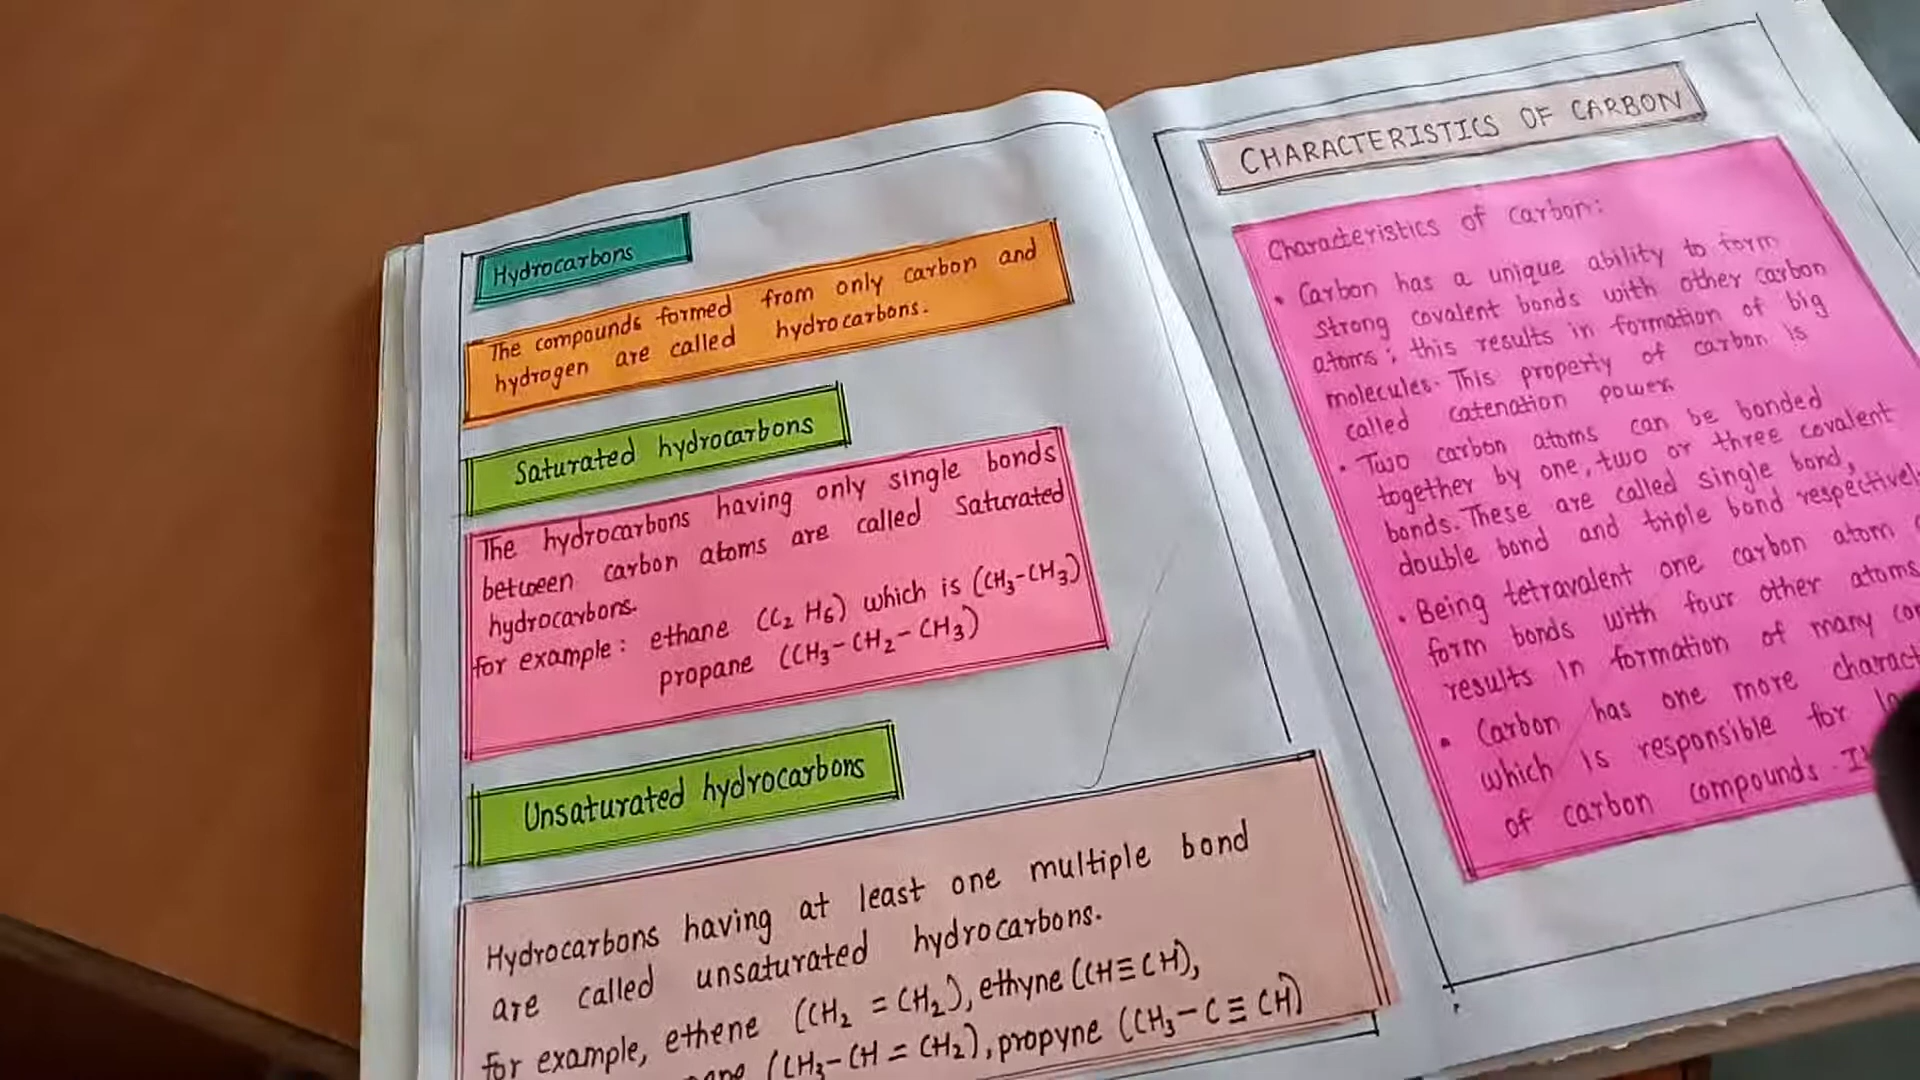 Hydrocarbons
The compounds formed from only carbon and
hydrogen are called hydrocarbons.
Saturated hydrocarbons
The hydrocarbons having only single bonds
between carbon atoms are called Saturated
hydrocarbons.
for example: ethane (C₂ H₆) which is (CH₃-CH₃)
propane (CH₃-CH₂-CH₃)
Unsaturated hydrocarbons
Hydrocarbons having at least one multiple bond
are called unsaturated hydrocarbons.
for example, ethene (CH₂ = CH₂), ethyne (CH≡CH),
(CH₃-CH = CH₂), propyne (CH₃-C≡CH)
CHARACTERISTICS OF CARBON
Characteristics of carbon:
• Carbon has a unique ability to form
strong covalent bonds with other carbon
atoms; this results in formation of big
molecules. This property of carbon is
called catenation power.
• Two carbon atoms can be bonded
together by one, two or three covalent
bonds. These are called single bond,
double bond and triple bond
• Being tetravalent one carbon atom
form bonds with four other atoms
results in formation of many
• Carbon has one more
which is responsible for
of carbon compounds.